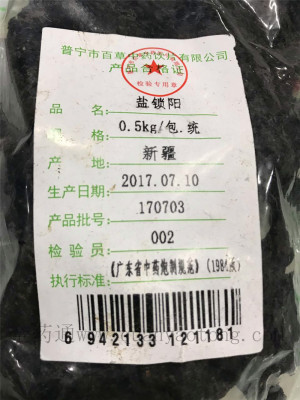 普宁市百草中药饮片有限公司
产品合格证
检验专用章
品 名 盐锁阳
规 格 0.5kg/包.统
产 地 新疆
生产日期: 2017.07.10
产品批号: 170703
检 验 员 002
执行标准: 《广东省中药炮制规范》(1984版)
6 942133 121181